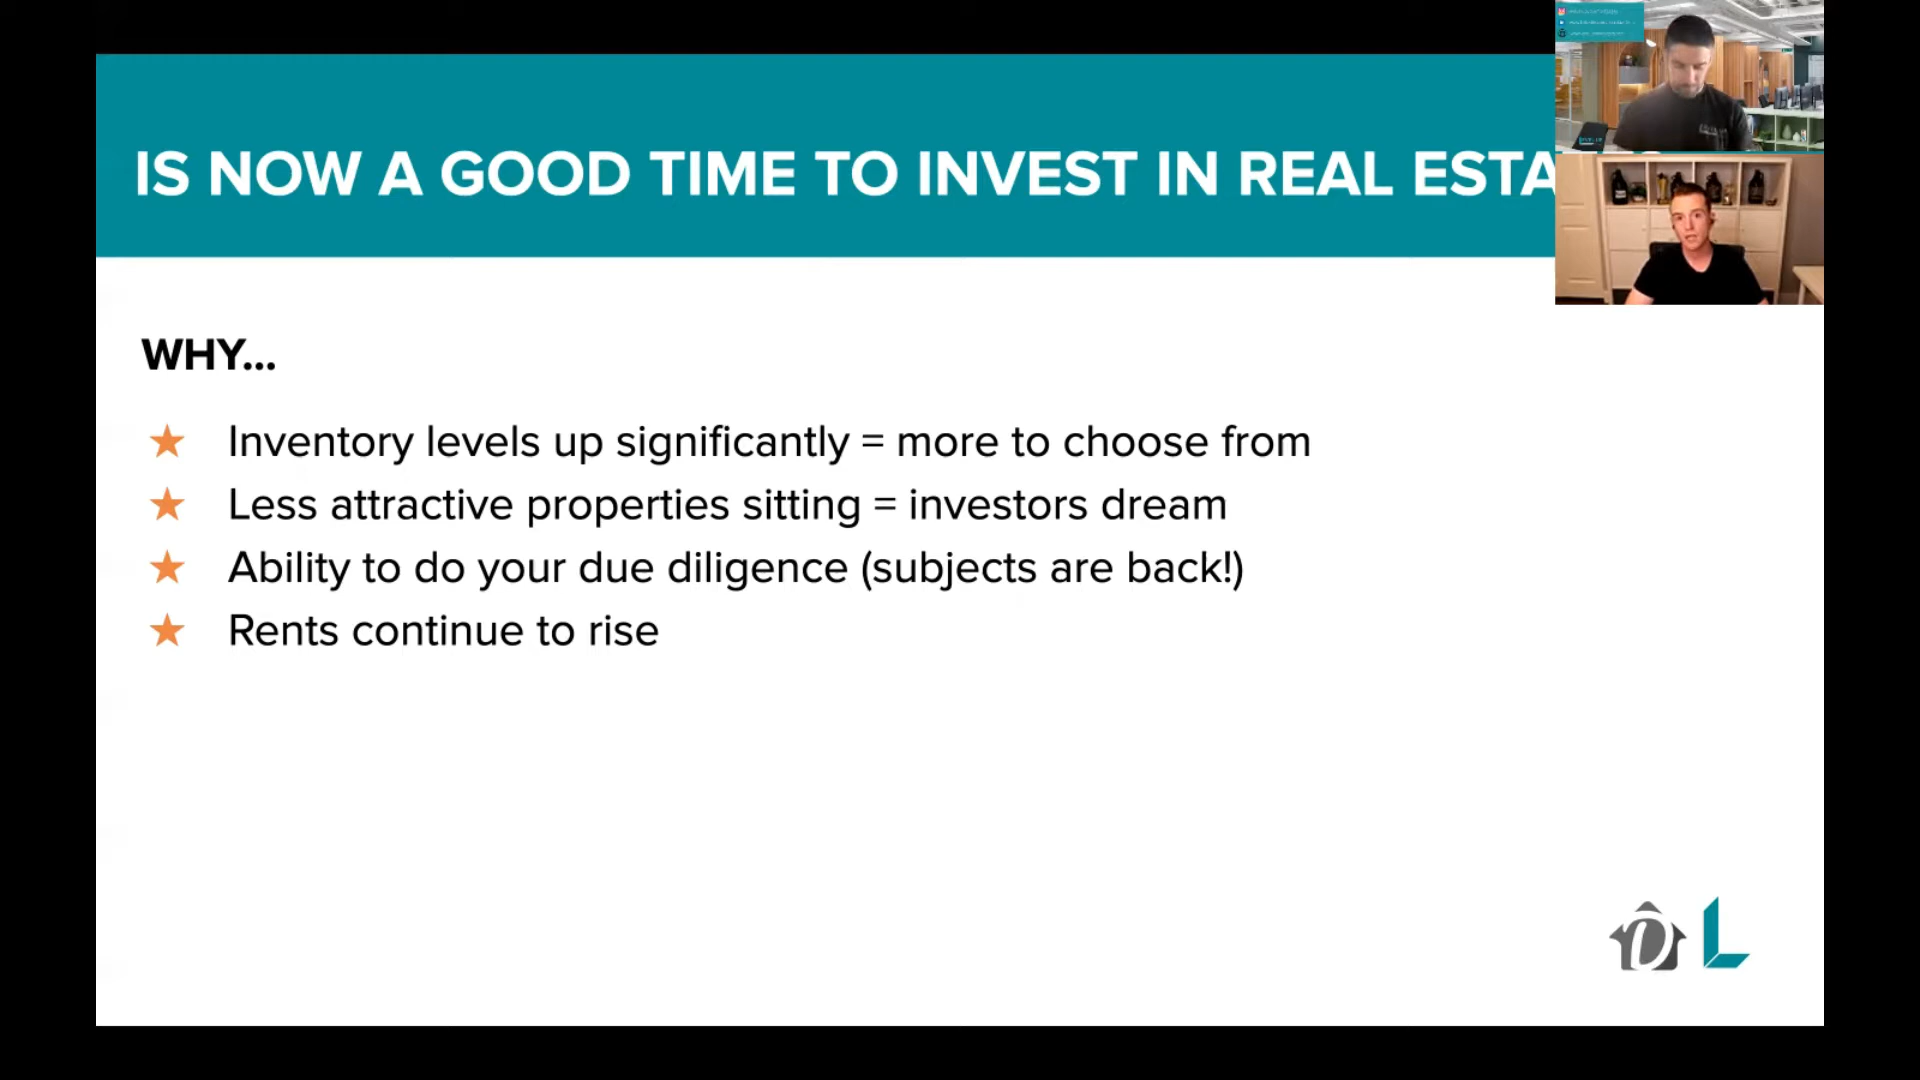 IS NOW A GOOD TIME TO INVEST IN REAL ESTA
WHY...
Inventory levels up significantly = more to choose from
Less attractive properties sitting = investors dream
Ability to do your due diligence (subjects are back!)
Rents continue to rise